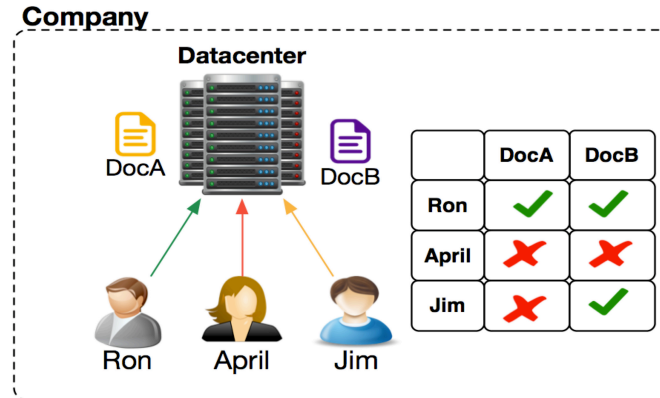 Company
Datacenter
DocA
DocB
Ron
April
Jim
DocA DocB
Ron
April
Jim